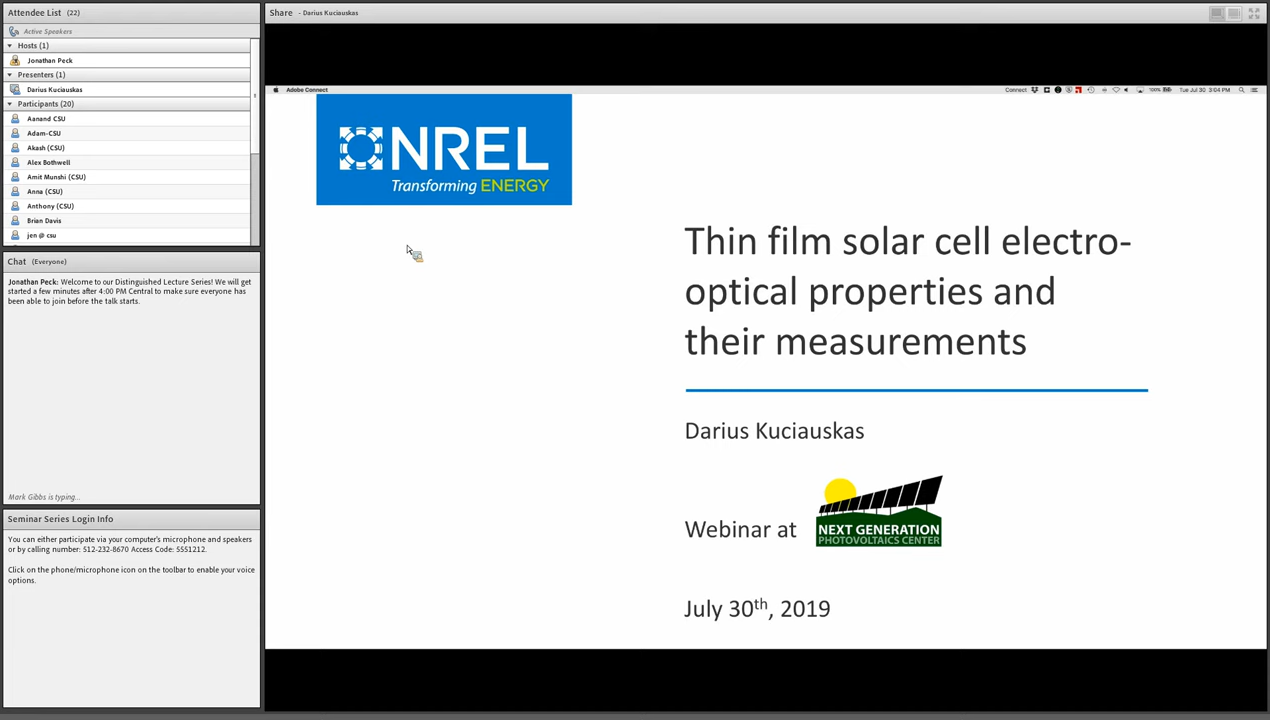 Attendee List (22)
Active Speakers
Hosts (1)
Jonathan Peck
Presenters (1)
Darius Kuciauskas
Participants (20)
Aanand CSU
Adam-CSU
Akash (CSU)
Alex Bothwell
Amit Munshi (CSU)
Anna (CSU)
Anthony (CSU)
Brian Davis
jen @ csu
Chat (Everyone)
Jonathan Peck: Welcome to our Distinguished Lecture Series! We will get
started a few minutes after 4:00 PM Central to make sure everyone has
been able to join before the talk starts.
Mark Gibbs is typing...
Seminar Series Login Info
You can either participate via your computer's microphone and speakers
or by calling number: 512-232-8670 Access Code: 5551212.
Click on the phone/microphone icon on the toolbar to enable your voice
options.
Share - Darius Kuciauskas
Adobe Connect
Connect 100% Tue Jul 30 3:04 PM
NREL
Transforming ENERGY
Thin film solar cell electro-
optical properties and
their measurements
Darius Kuciauskas
Webinar at
NEXT GENERATION
PHOTOVOLTAICS CENTER
July 30th, 2019